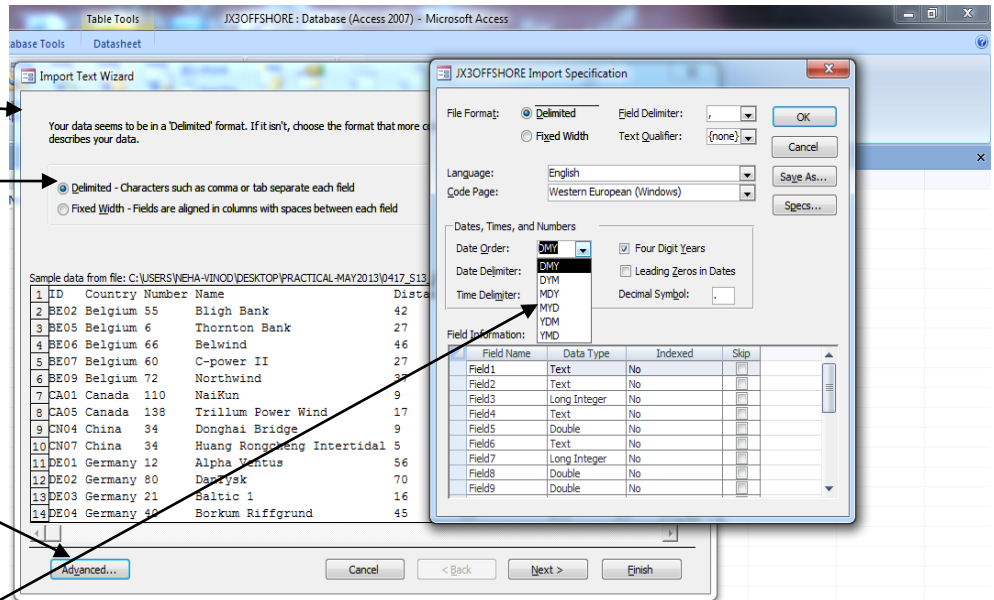 Table Tools JX3OFFSHORE : Database (Access 2007) - Microsoft Access
abase Tools Datasheet
Import Text Wizard
Your data seems to be in a 'Delimited' format. If it isn't, choose the format that more co
describes your data.
Delimited - Characters such as comma or tab separate each field
Fixed Width - Fields are aligned in columns with spaces between each field
Sample data from file: C:\USERS\NEHA-VINOD\DESKTOP\PRACTICAL-MAY2013\0417_S13_
1 ID Country Number Name Dista
2 BE02 Belgium 55 Bligh Bank 42
3 BE05 Belgium 6 Thornton Bank 27
4 BE06 Belgium 66 Belwind 46
5 BE07 Belgium 60 C-power II 27
6 BE09 Belgium 72 Northwind 37
7 CA01 Canada 110 NaiKun 9
8 CA05 Canada 138 Trillum Power Wind 17
9 CN04 China 34 Donghai Bridge 9
10 CN07 China 34 Huang Rongcheng Intertidal 5
11 DE01 Germany 12 Alpha Ventus 56
12 DE02 Germany 80 DanTysk 70
13 DE03 Germany 21 Baltic 1 16
14 DE04 Germany 40 Borkum Riffgrund 45
Advanced... Cancel < Back Next > Finish
JX3OFFSHORE Import Specification
File Format: Delimited Field Delimiter: , OK
Fixed Width Text Qualifier: {none} Cancel
Language: English Save As...
Code Page: Western European (Windows) Specs...
Dates, Times, and Numbers
Date Order: DMY Four Digit Years
Date Delimiter: DMY Leading Zeros in Dates
DYM
Time Delimiter: MDY Decimal Symbol: .
MYD
YDM
Field Information: YMD
Field Name Data Type Indexed Skip
Field1 Text No
Field2 Text No
Field3 Long Integer No
Field4 Text No
Field5 Double No
Field6 Text No
Field7 Long Integer No
Field8 Double No
Field9 Double No